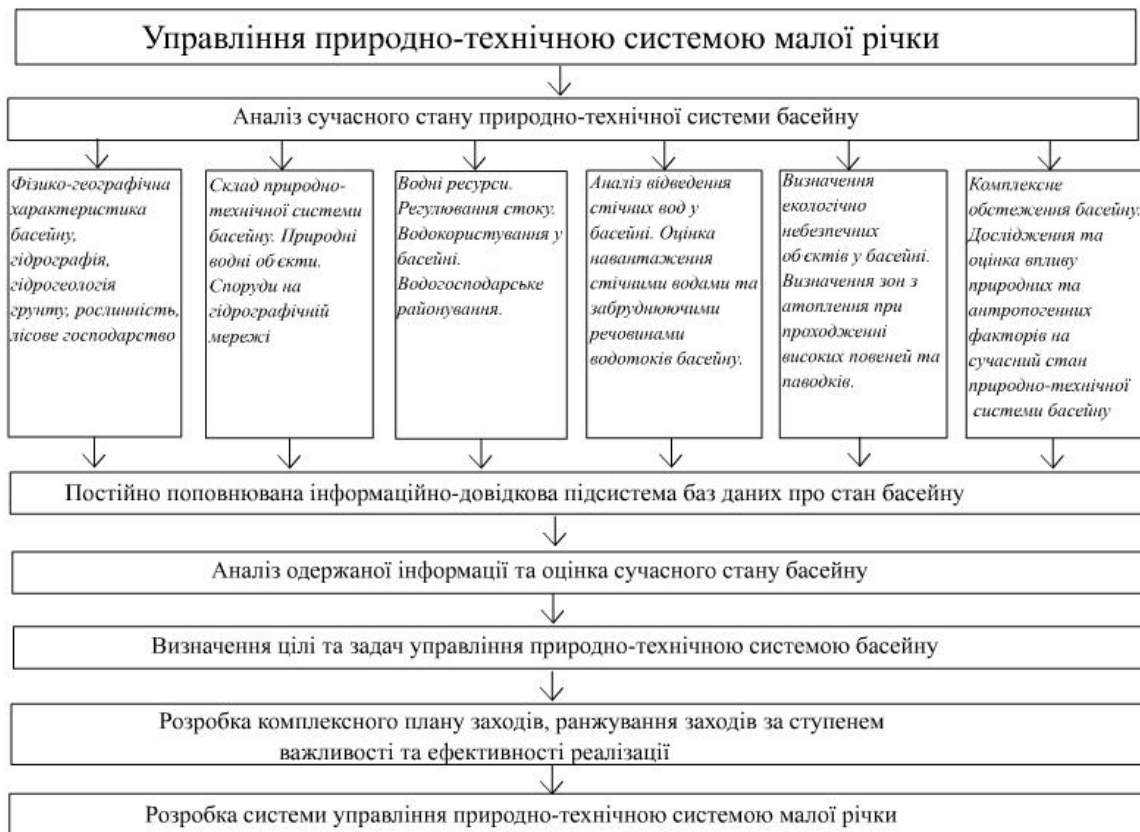 Управління природно-технічною системою малої річки
Аналіз сучасного стану природно-технічної системи басейну
Фізико-географічна
характеристика
басейну,
гідрографія,
гідрогеологія
грунту, рослинність,
лісове господарство
Склад природно-
технічної системи
басейну. Природні
водні об'єкти.
Споруди на
гідрографічній
мережі
Водні ресурси.
Регулювання стоку.
Водокористування у
басейні.
Водогосподарське
районування.
Аналіз відведення
стічних вод у
басейні. Оцінка
навантаження
стічними водами та
забруднюючими
речовинами
водотоків басейну.
Визначення
екологічно
небезпечних
об'єктів у басейні.
Визначення зон з
атоплення при
проходженні
високих повеней та
паводків.
Комплексне
обстеження басейну.
Дослідження та
оцінка впливу
природних та
антропогенних
факторів на
сучасний стан
природно-технічної
системи басейну
Постійно поповнювана інформаційно-довідкова підсистема баз даних про стан басейну
Аналіз одержаної інформації та оцінка сучасного стану басейну
Визначення цілі та задач управління природно-технічною системою басейну
Розробка комплексного плану заходів, ранжування заходів за ступенем
важливості та ефективності реалізації
Розробка системи управління природно-технічною системою малої річки